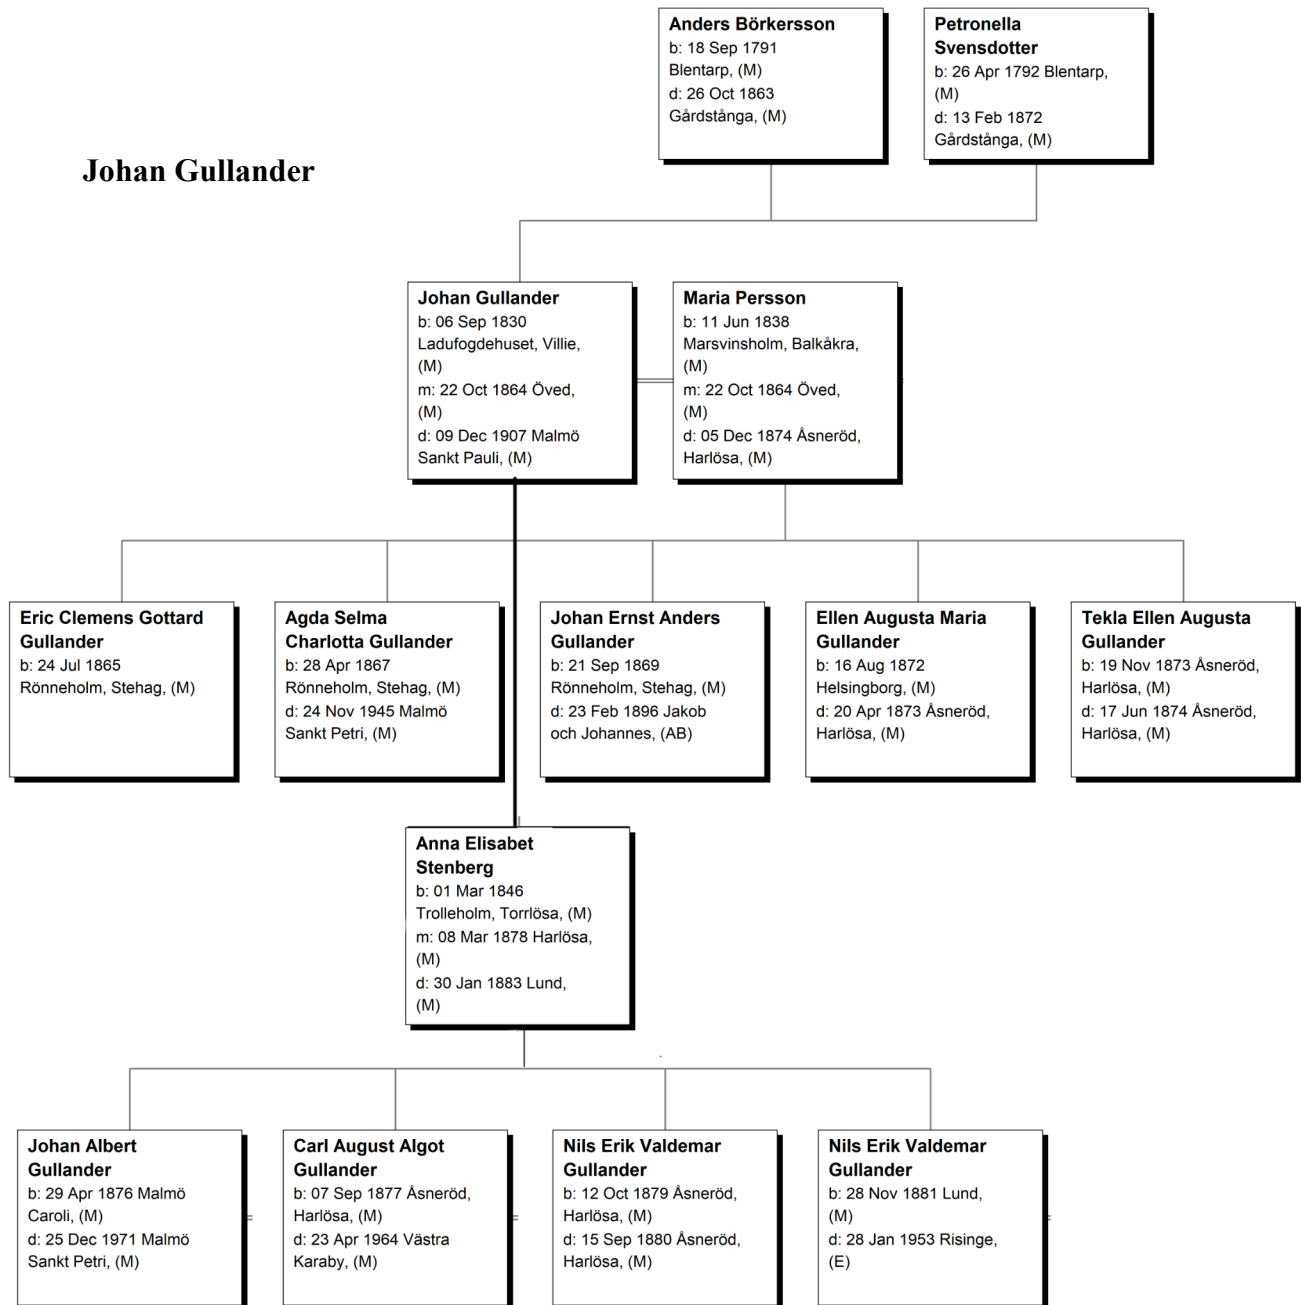 Anders Börkersson
b: 18 Sep 1791
Blentarp, (M)
d: 26 Oct 1863
Gårdstånga, (M)
Petronella
Svensdotter
b: 26 Apr 1792 Blentarp,
(M)
d: 13 Feb 1872
Gårdstånga, (M)
Johan Gullander
Johan Gullander
b: 06 Sep 1830
Ladufogdehuset, Villie,
(M)
m: 22 Oct 1864 Öved,
(M)
d: 09 Dec 1907 Malmö
Sankt Pauli, (M)
Maria Persson
b: 11 Jun 1838
Marsvinsholm, Balkåkra,
(M)
m: 22 Oct 1864 Öved,
(M)
d: 05 Dec 1874 Åsneröd,
Harlösa, (M)
Eric Clemens Gottard
Gullander
b: 24 Jul 1865
Rönneholm, Stehag, (M)
Agda Selma
Charlotta Gullander
b: 28 Apr 1867
Rönneholm, Stehag, (M)
d: 24 Nov 1945 Malmö
Sankt Petri, (M)
Johan Ernst Anders
Gullander
b: 21 Sep 1869
Rönneholm, Stehag, (M)
d: 23 Feb 1896 Jakob
och Johannes, (AB)
Ellen Augusta Maria
Gullander
b: 16 Aug 1872
Helsingborg, (M)
d: 20 Apr 1873 Åsneröd,
Harlösa, (M)
Tekla Ellen Augusta
Gullander
b: 19 Nov 1873 Åsneröd,
Harlösa, (M)
d: 17 Jun 1874 Åsneröd,
Harlösa, (M)
Anna Elisabet
Stenberg
b: 01 Mar 1846
Trolleholm, Torrlösa, (M)
m: 08 Mar 1878 Harlösa,
(M)
d: 30 Jan 1883 Lund,
(M)
Johan Albert
Gullander
b: 29 Apr 1876 Malmö
Caroli, (M)
d: 25 Dec 1971 Malmö
Sankt Petri, (M)
Carl August Algot
Gullander
b: 07 Sep 1877 Åsneröd,
Harlösa, (M)
d: 23 Apr 1964 Västra
Karaby, (M)
Nils Erik Valdemar
Gullander
b: 12 Oct 1879 Åsneröd,
Harlösa, (M)
d: 15 Sep 1880 Åsneröd,
Harlösa, (M)
Nils Erik Valdemar
Gullander
b: 28 Nov 1881 Lund,
(M)
d: 28 Jan 1953 Risinge,
(E)